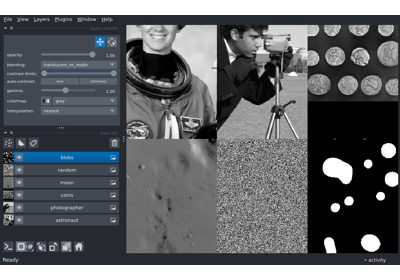 File View Layers Plugins Window Help
opacity: 1.00
blending: translucent_no_depth
contrast limits:
auto-contrast: once continuous
gamma: 1.00
colormap: gray
interpolation: nearest
blobs
random
moon
coins
photographer
astronaut
Ready
activity